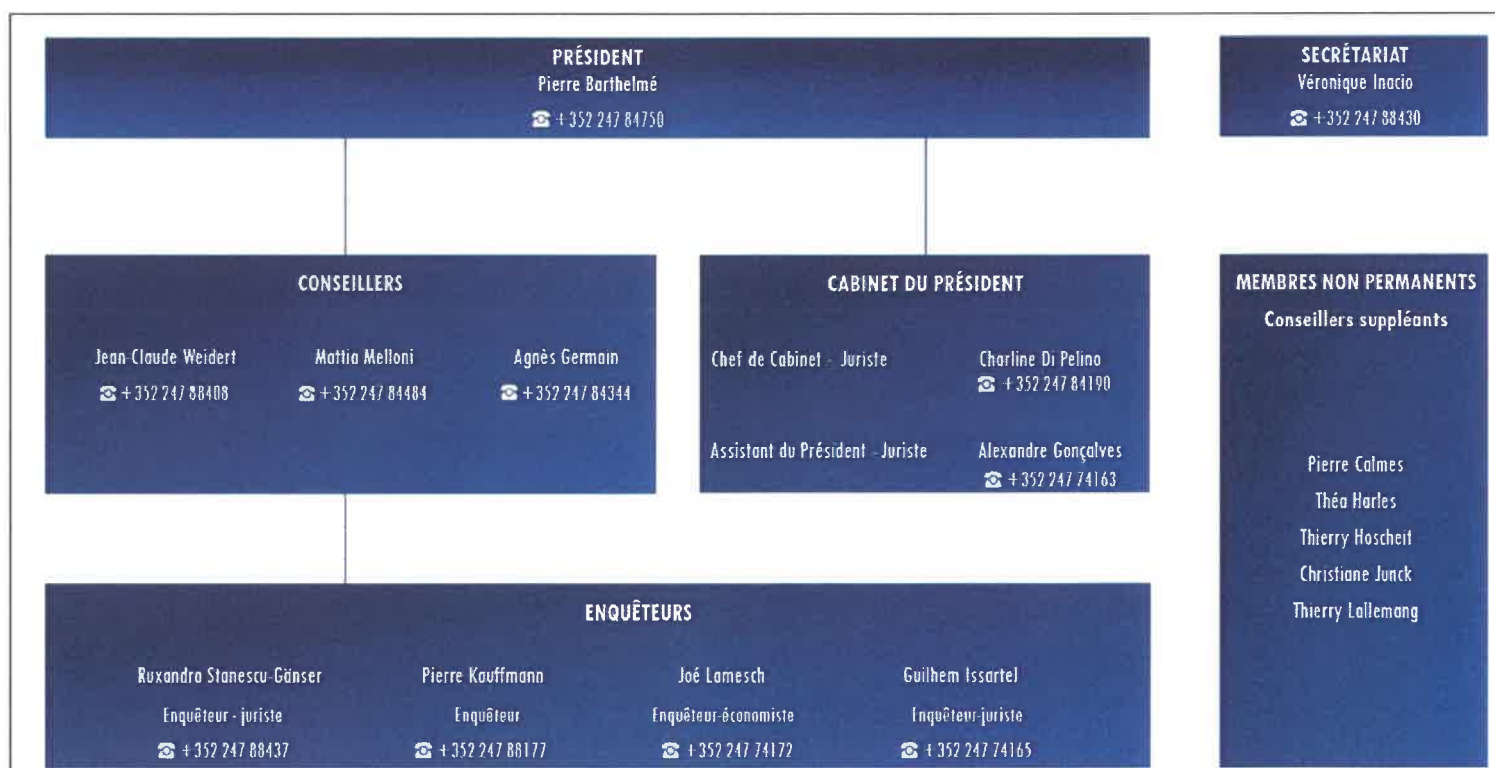 PRÉSIDENT
Pierre Barthelmé
☎ +352 247 84750
SECRÉTARIAT
Véronique Inacio
☎ +352 247 88430
CONSEILLERS
Jean-Claude Weidert
☎ +352 247 88408
Mattia Melloni
☎ +352 247 84484
Agnès Germain
☎ +352 247 84344
CABINET DU PRÉSIDENT
Chef de Cabinet - Juriste
Charline Di Pelino
☎ +352 247 84190
Assistant du Président - Juriste
Alexandre Gonçalves
☎ +352 247 74163
MEMBRES NON PERMANENTS
Conseillers suppléants
Pierre Calmes
Théa Harles
Thierry Hoscheit
Christiane Junck
Thierry Lallemang
ENQUÊTEURS
Ruxandra Stanescu-Gänser
Enquêteur - juriste
☎ +352 247 88437
Pierre Kauffmann
Enquêteur
☎ +352 247 88177
Joé Lamesch
Enquêteur-économiste
☎ +352 247 74172
Guilhem Issartel
Enquêteur-juriste
☎ +352 247 74165